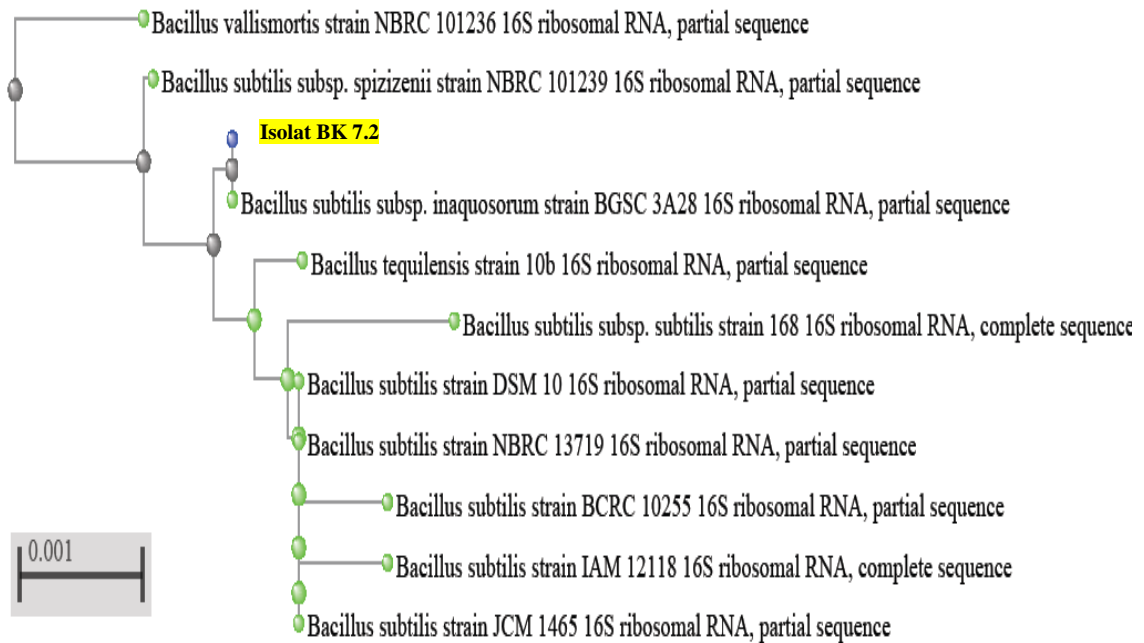 Bacillus vallismortis strain NBRC 101236 16S ribosomal RNA, partial sequence
Bacillus subtilis subsp. spizizenii strain NBRC 101239 16S ribosomal RNA, partial sequence
Isolat BK 7.2
Bacillus subtilis subsp. inaquosorum strain BGSC 3A28 16S ribosomal RNA, partial sequence
Bacillus tequilensis strain 10b 16S ribosomal RNA, partial sequence
Bacillus subtilis subsp. subtilis strain 168 16S ribosomal RNA, complete sequence
Bacillus subtilis strain DSM 10 16S ribosomal RNA, partial sequence
Bacillus subtilis strain NBRC 13719 16S ribosomal RNA, partial sequence
Bacillus subtilis strain BCRC 10255 16S ribosomal RNA, partial sequence
0.001
Bacillus subtilis strain IAM 12118 16S ribosomal RNA, complete sequence
Bacillus subtilis strain JCM 1465 16S ribosomal RNA, partial sequence